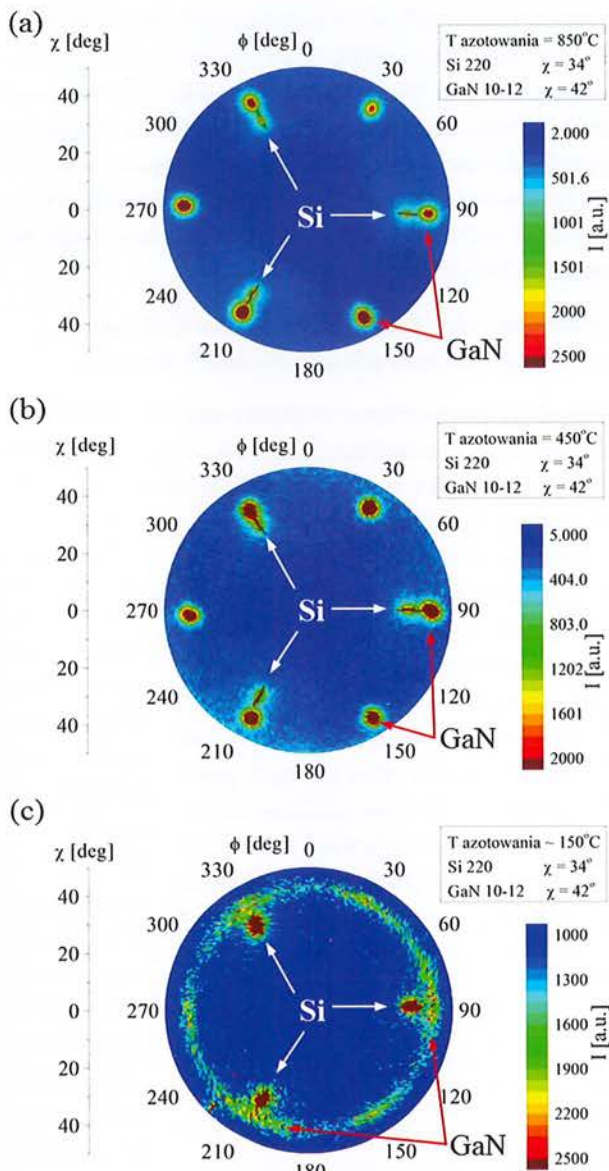 (a)
χ [deg]
ϕ [deg]
0
330
30
300
60
270
90
240
120
210
150
180
50
40
20
0
20
40
Si
GaN
T azotowania = 850°C
Si 220 χ = 34°
GaN 10-12 χ = 42°
2.000
501.6
1001
1501
2000
2500
I [a.u.]
(b)
χ [deg]
ϕ [deg]
0
330
30
300
60
270
90
240
120
210
150
180
50
40
20
0
20
40
50
Si
GaN
T azotowania = 450°C
Si 220 χ = 34°
GaN 10-12 χ = 42°
5.000
404.0
803.0
1202
1601
2000
I [a.u.]
(c)
χ [deg]
ϕ [deg]
0
330
30
300
60
270
90
240
120
210
150
180
50
40
20
0
20
40
Si
GaN
T azotowania ~ 150°C
Si 220 χ = 34°
GaN 10-12 χ = 42°
1000
1300
1600
1900
2200
2500
I [a.u.]